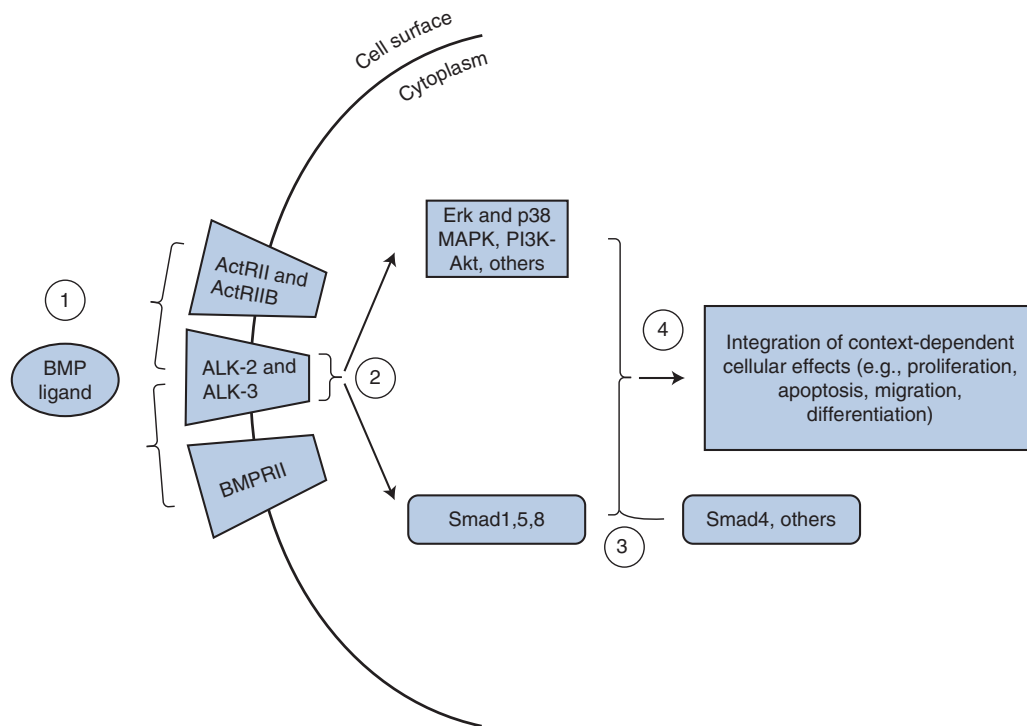 Cell surface
Cytoplasm
1
BMP
ligand
ActRII and
ActRIIB
ALK-2 and
ALK-3
BMPRII
2
Erk and p38
MAPK, PI3K-
Akt, others
Smad1,5,8
3
Smad4, others
4
Integration of context-dependent
cellular effects (e.g., proliferation,
apoptosis, migration,
differentiation)